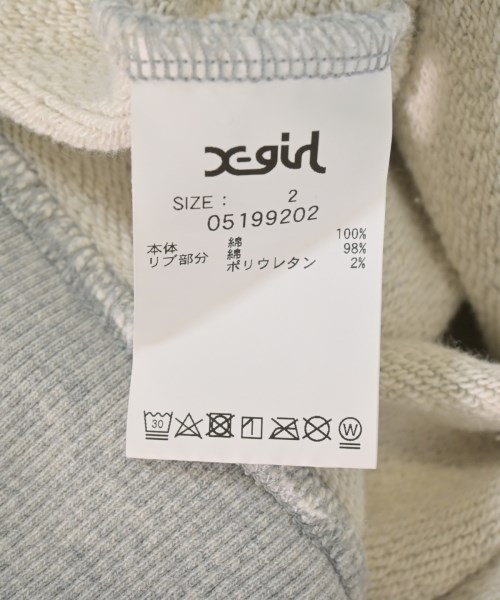 X-girl
SIZE : 2
05199202
本体 綿 100%
リブ部分 綿 98%
ポリウレタン 2%
30
W